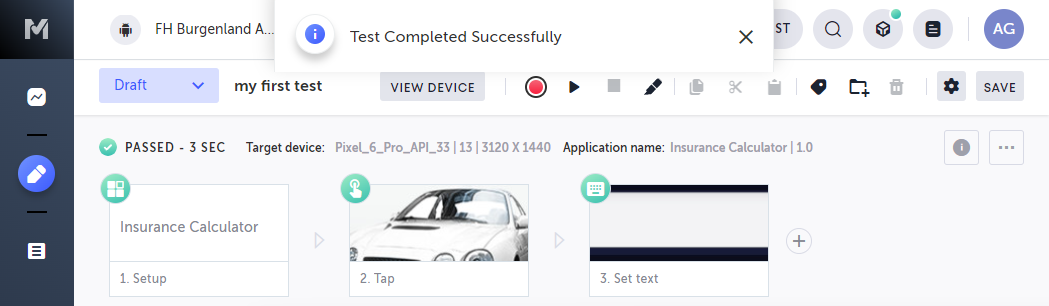 FH Burgenland A...
Test Completed Successfully
ST
AG
Draft
my first test
VIEW DEVICE
SAVE
PASSED - 3 SEC
Target device:
Pixel_6_Pro_API_33 | 13 | 3120 X 1440
Application name:
Insurance Calculator | 1.0
Insurance Calculator
1. Setup
2. Tap
3. Set text